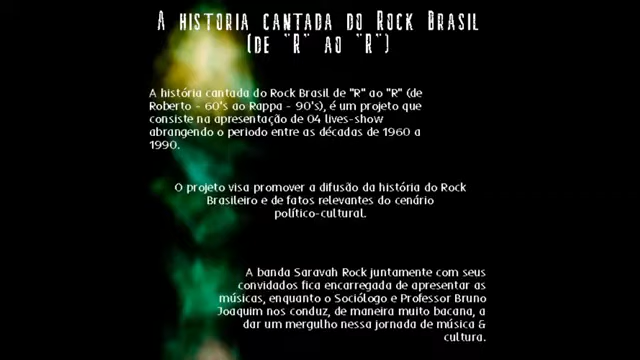 A HISTORIA CANTADA DO ROCK BRASIL
(DE "R" AO "R")
A história cantada do Rock Brasil de "R" ao "R" (de
Roberto - 60's ao Rappa - 90's), é um projeto que
consiste na apresentação de 04 lives-show
abrangendo o periodo entre as décadas de 1960 a
1990.
O projeto visa promover a difusão da história do Rock
Brasileiro e de fatos relevantes do cenário
político-cultural.
A banda Saravah Rock juntamente com seus
convidados fica encarregada de apresentar as
músicas, enquanto o Sociólogo e Professor Bruno
Joaquim nos conduz, de maneira muito bacana, a
dar um mergulho nessa jornada de música &
cultura.